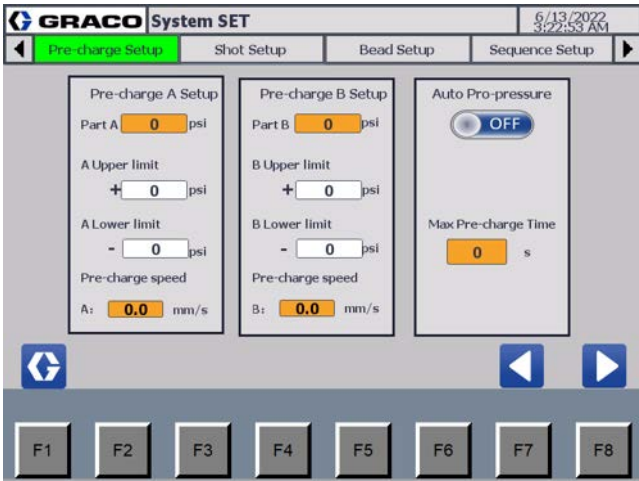 GRACO System SET
6/13/2022
3:22:53 AM
Pre-charge Setup Shot Setup Bead Setup Sequence Setup
Pre-charge A Setup
Part A 0 psi
A Upper limit
+ 0 psi
A Lower limit
- 0 psi
Pre-charge speed
A: 0.0 mm/s
Pre-charge B Setup
Part B 0 psi
B Upper limit
+ 0 psi
B Lower limit
- 0 psi
Pre-charge speed
B: 0.0 mm/s
Auto Pro-pressure
OFF
Max Pre-charge Time
0 s
F1 F2 F3 F4 F5 F6 F7 F8